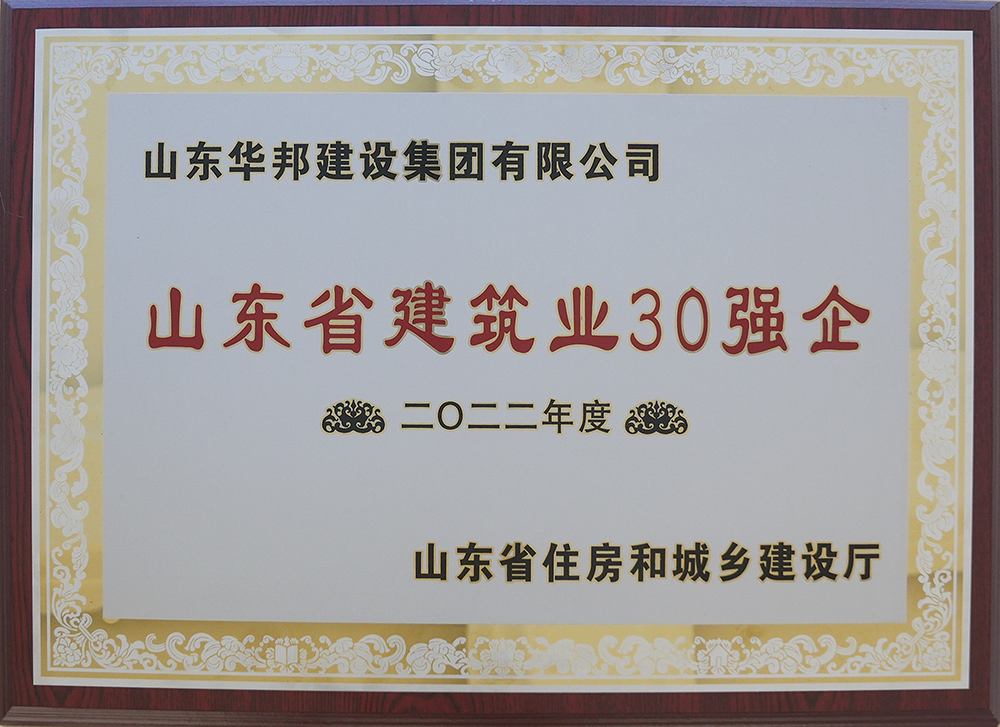 山东华邦建设集团有限公司
山东省建筑业30强企
二〇二二年度
山东省住房和城乡建设厅